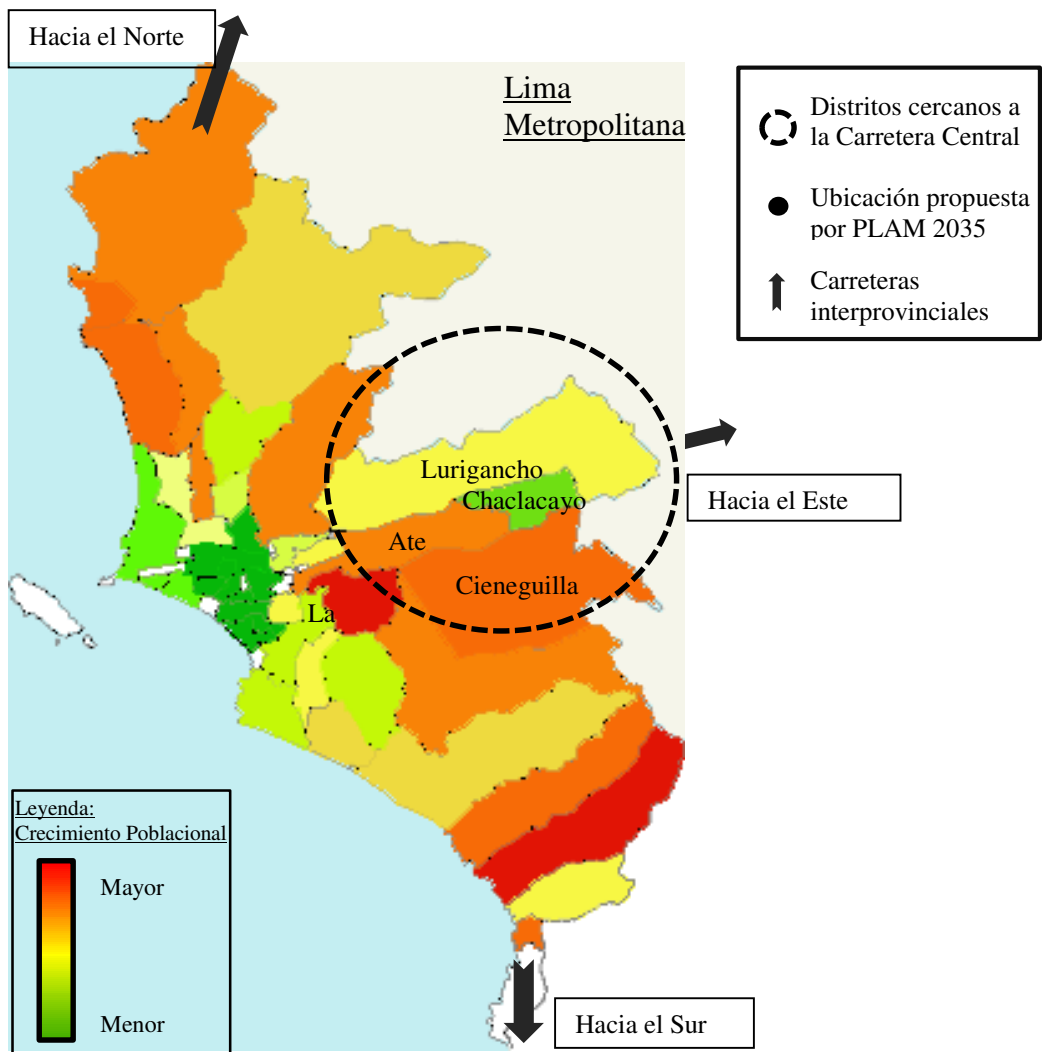 Hacia el Norte
Lima
Metropolitana
Distritos cercanos a
la Carretera Central
Ubicación propuesta
por PLAM 2035
Carreteras
interprovinciales
Lurigancho
Chaclacayo
Hacia el Este
Ate
Cieneguilla
La
Leyenda:
Crecimiento Poblacional
Mayor
Menor
Hacia el Sur